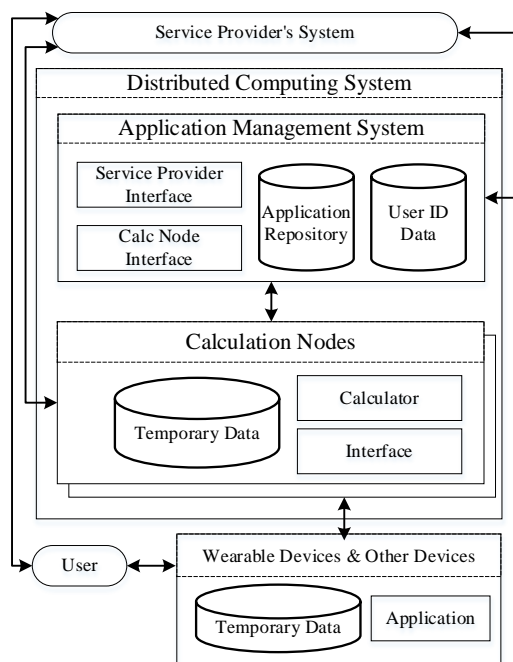 Service Provider's System
Distributed Computing System
Application Management System
Service Provider
Interface
Calc Node
Interface
Application
Repository
User ID
Data
Calculation Nodes
Temporary Data
Calculator
Interface
User
Wearable Devices & Other Devices
Temporary Data
Application